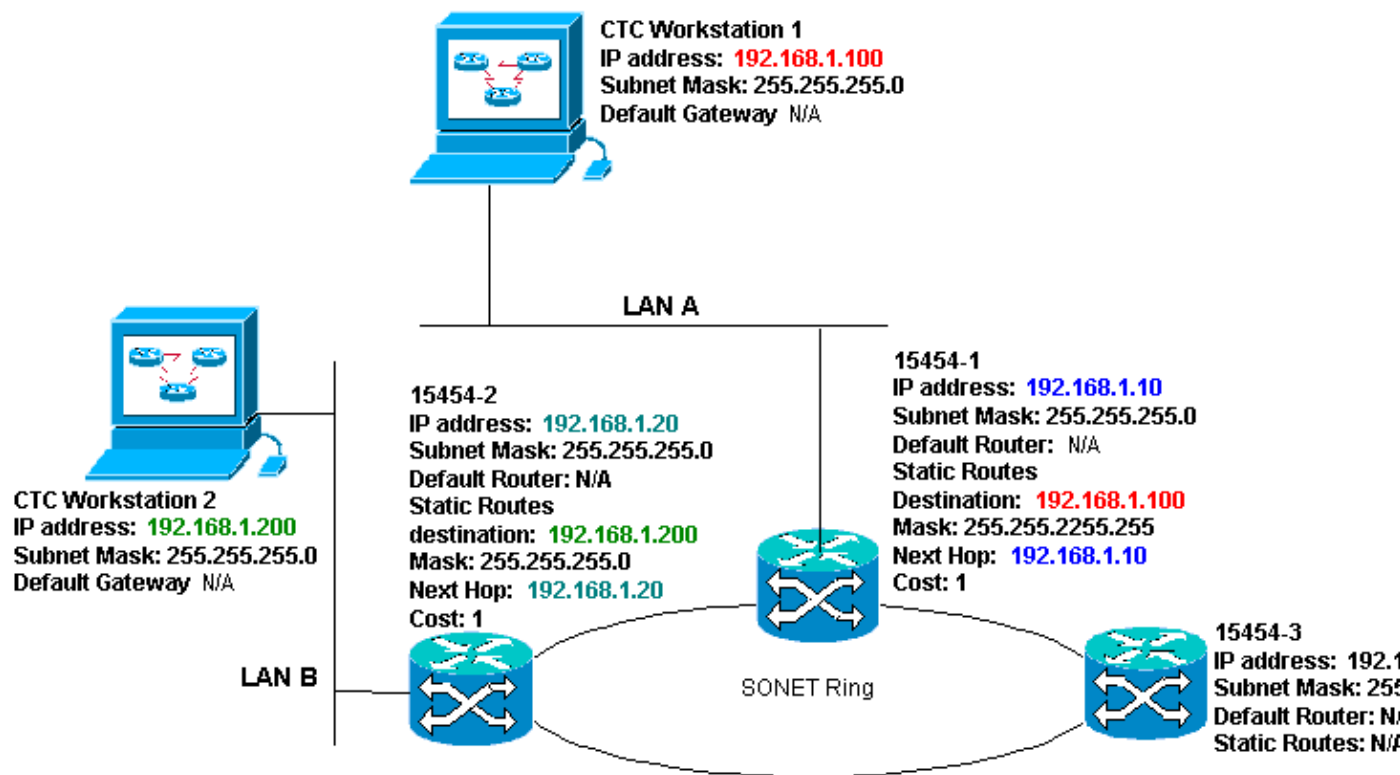 CTC Workstation 1
IP address: 192.168.1.100
Subnet Mask: 255.255.255.0
Default Gateway N/A
LAN A
15454-1
IP address: 192.168.1.10
Subnet Mask: 255.255.255.0
Default Router: N/A
Static Routes
Destination: 192.168.1.100
Mask: 255.255.2255.255
Next Hop: 192.168.1.10
Cost: 1
15454-2
IP address: 192.168.1.20
Subnet Mask: 255.255.255.0
Default Router: N/A
Static Routes
destination: 192.168.1.200
Mask: 255.255.255.0
Next Hop: 192.168.1.20
Cost: 1
CTC Workstation 2
IP address: 192.168.1.200
Subnet Mask: 255.255.255.0
Default Gateway N/A
LAN B
SONET Ring
15454-3
IP address:
Subnet Mask:
Default Router:
Static Routes: N/A